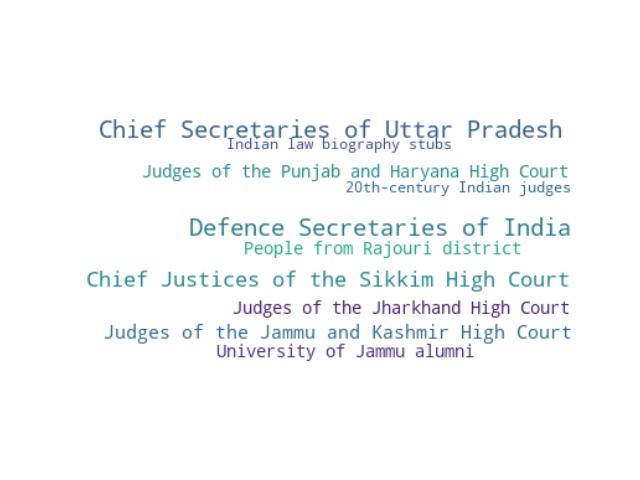 Chief Secretaries of Uttar Pradesh
Indian law biography stubs
Judges of the Punjab and Haryana High Court
20th-century Indian judges
Defence Secretaries of India
People from Rajouri district
Chief Justices of the Sikkim High Court
Judges of the Jharkhand High Court
Judges of the Jammu and Kashmir High Court
University of Jammu alumni